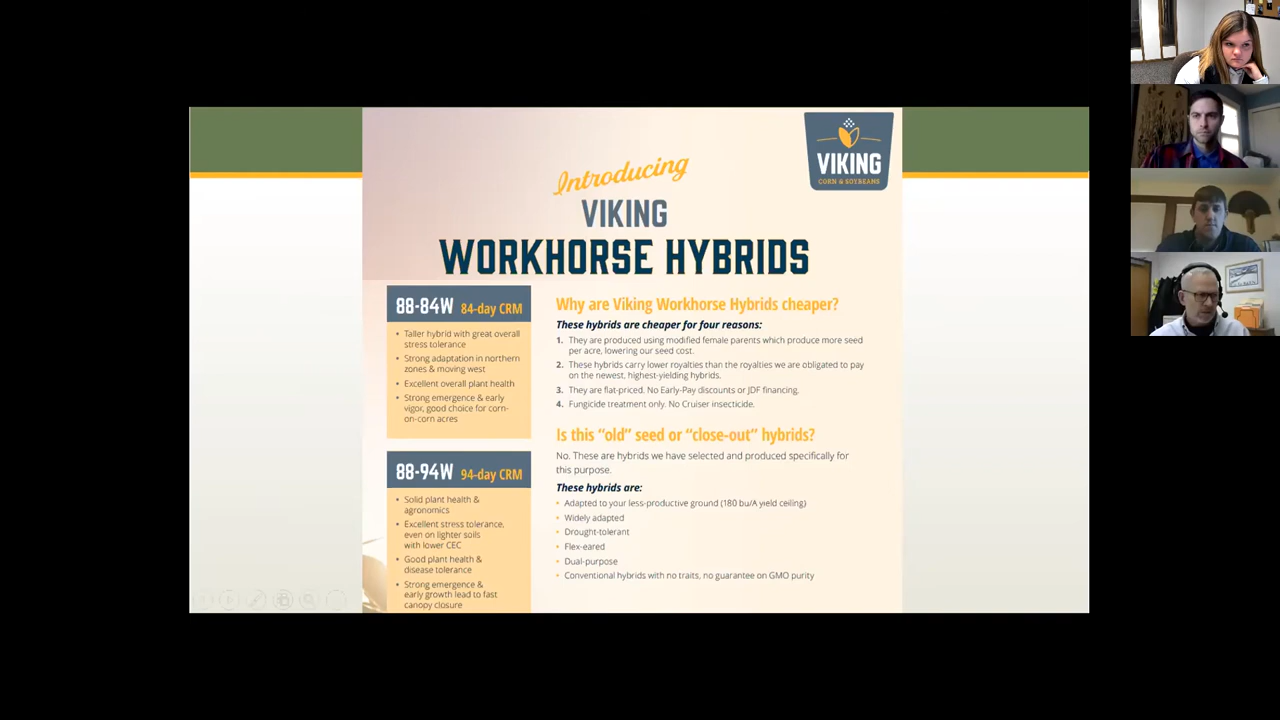 Introducing
VIKING
WORKHORSE HYBRIDS
VIKING
CORN & SOYBEANS
88-84W 84-day CRM
• Taller hybrid with great overall
stress tolerance
• Strong adaptation in northern
zones & moving west
• Excellent overall plant health
• Strong emergence & early
vigor, good choice for corn-
on-corn acres
88-94W 94-day CRM
• Solid plant health &
agronomics
• Excellent stress tolerance,
even on lighter soils
with lower CEC
• Good plant health &
disease tolerance
• Strong emergence &
early growth lead to fast
canopy closure
Why are Viking Workhorse Hybrids cheaper?
These hybrids are cheaper for four reasons:
1. They are produced using modified female parents which produce more seed
per acre, lowering our seed cost.
2. These hybrids carry lower royalties than the royalties we are obligated to pay
on the newest, highest-yielding hybrids.
3. They are flat-priced. No Early-Pay discounts or JDF financing.
4. Fungicide treatment only. No Cruiser insecticide.
Is this “old” seed or “close-out” hybrids?
No. These are hybrids we have selected and produced specifically for
this purpose.
These hybrids are:
• Adapted to your less-productive ground (180 bu/A yield ceiling)
• Widely adapted
• Drought-tolerant
• Flex-eared
• Dual-purpose
• Conventional hybrids with no traits, no guarantee on GMO purity